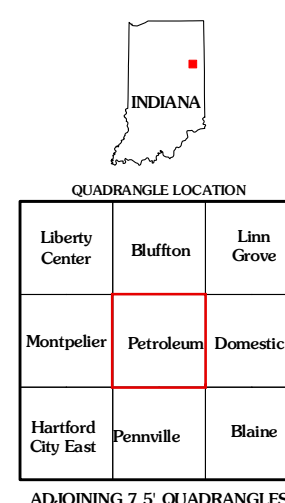 INDIANA
QUADRANGLE LOCATION
Liberty
Center
Bluffton
Linn
Grove
Montpelier
Petroleum
Domestic
Hartford
City East
Pennville
Blaine
ADJOINING 7.5' QUADRANGLES